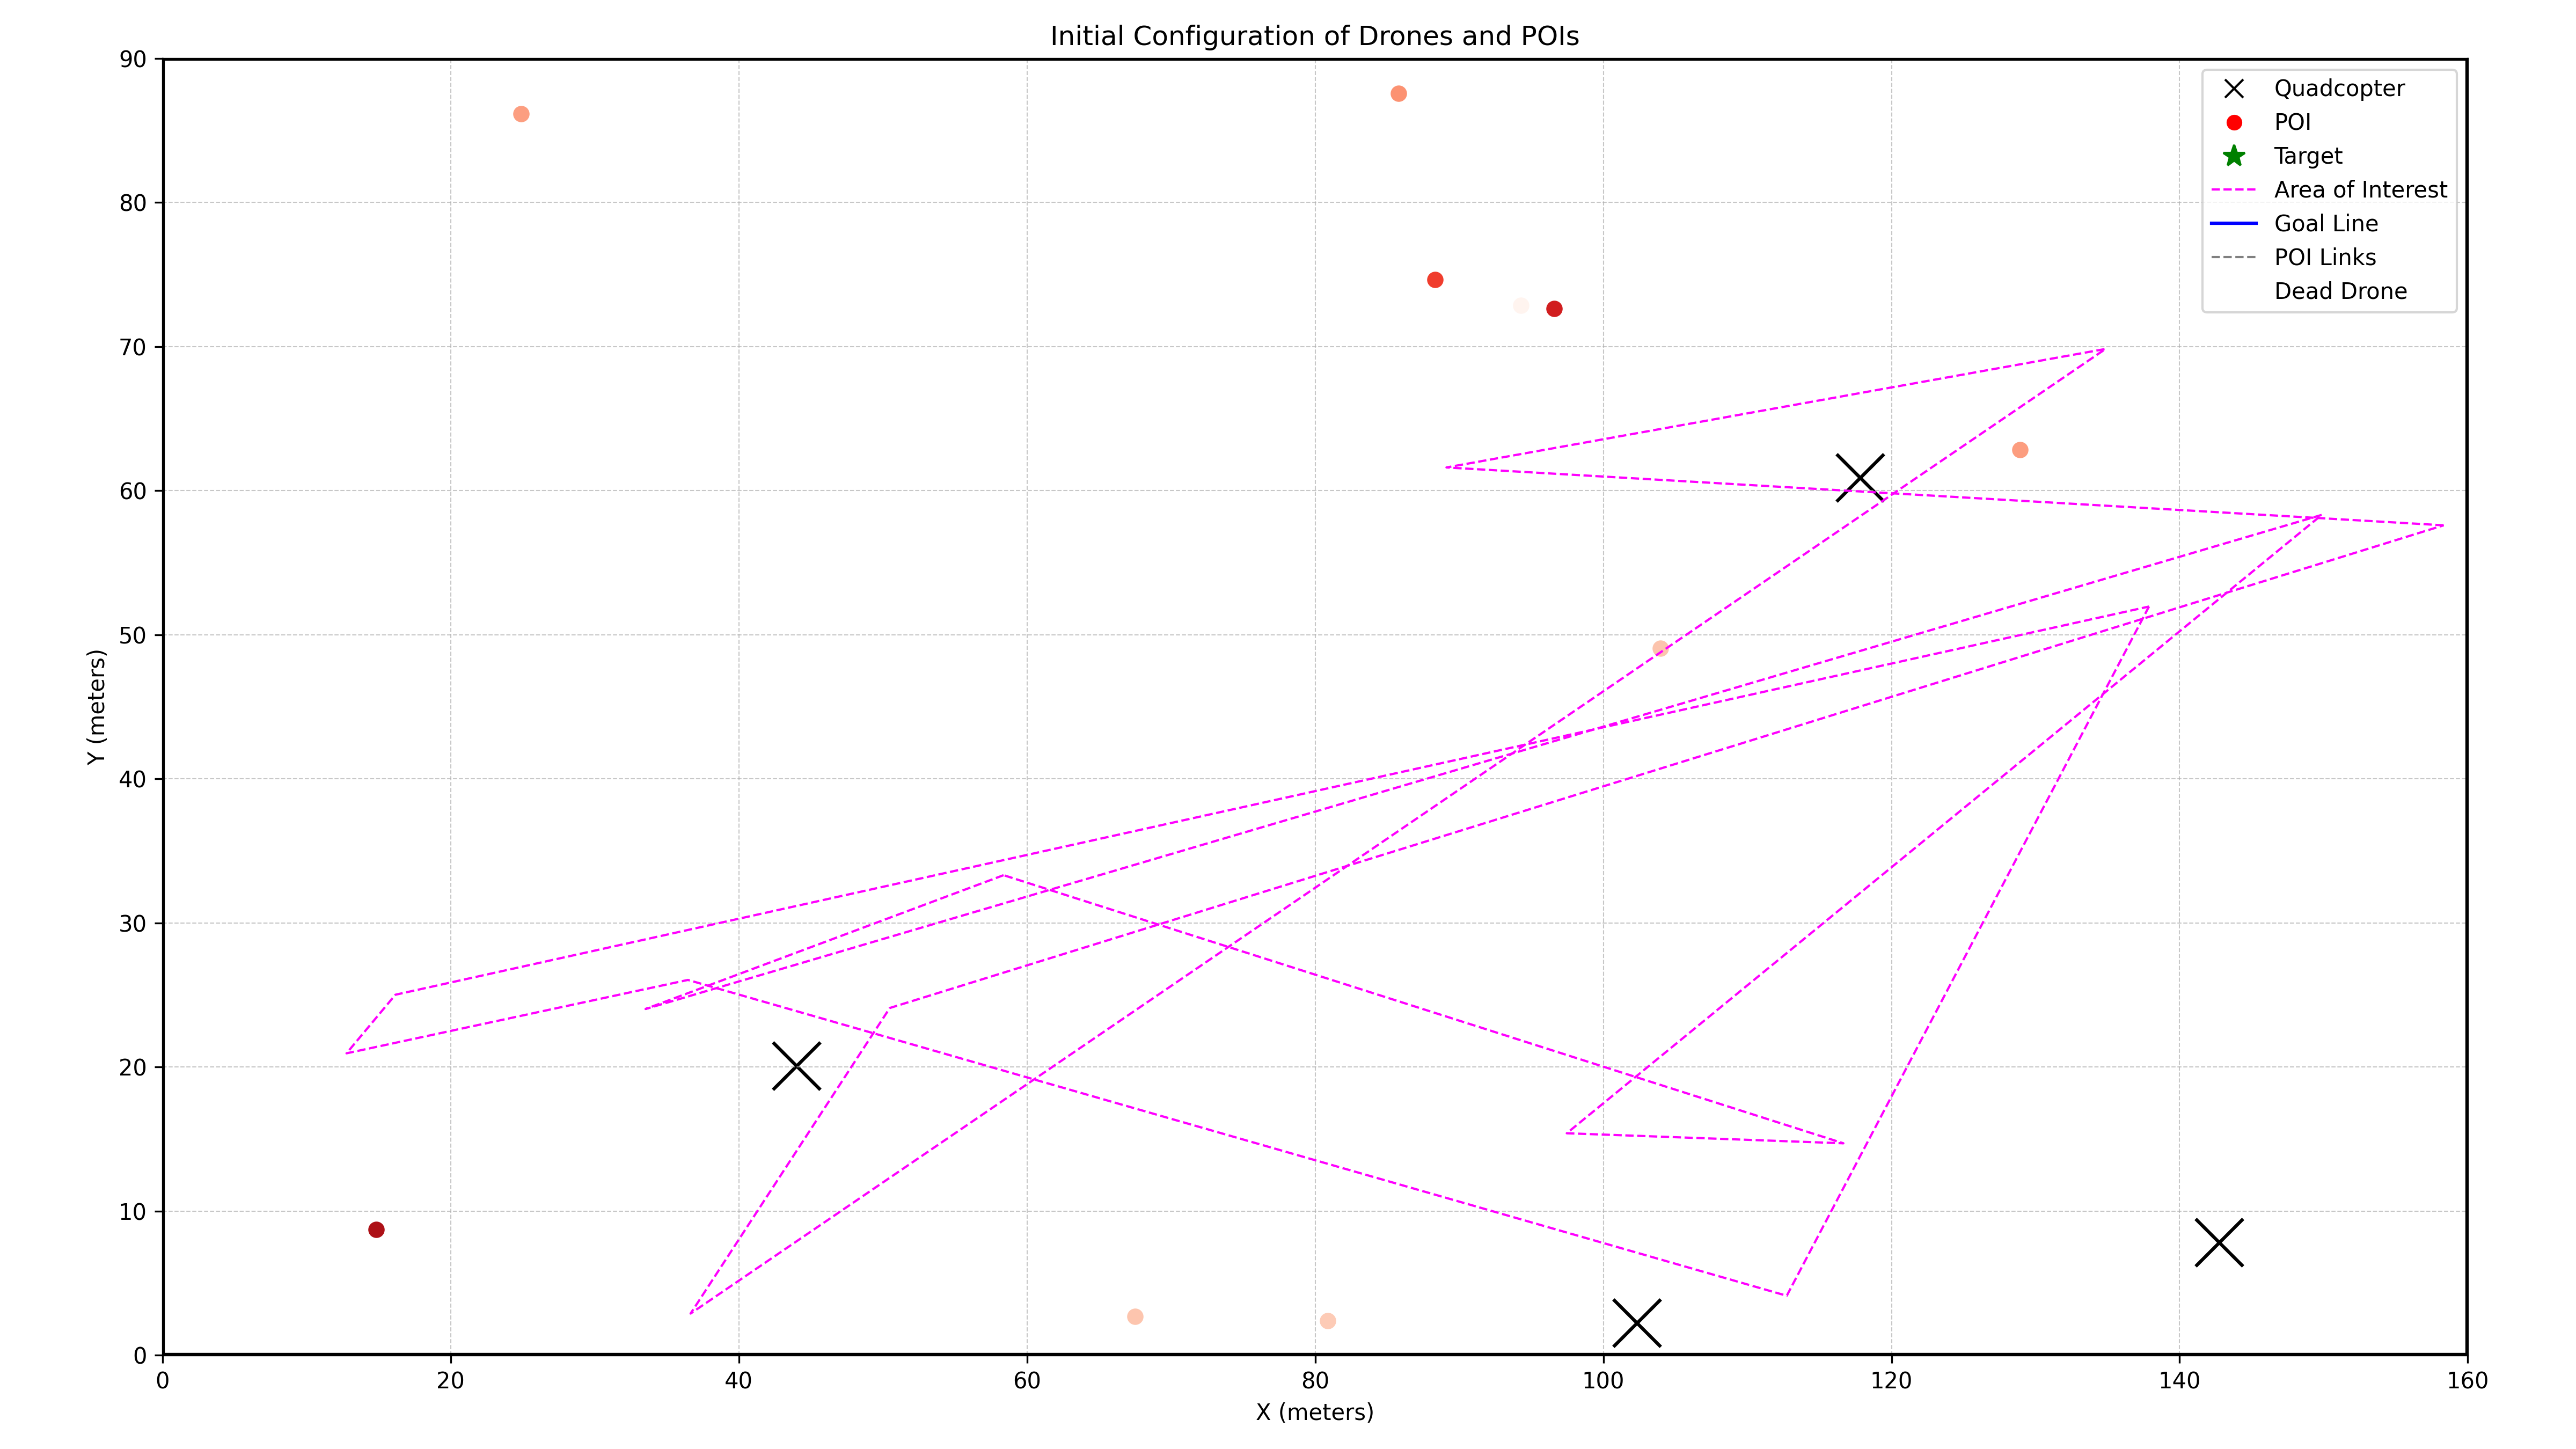 Initial Configuration of Drones and POIs
Quadcopter
POI
Target
Area of Interest
Goal Line
POI Links
Dead Drone
Y (meters)
90
80
70
60
50
40
30
20
10
0
0 20 40 60 80 100 120 140 160
X (meters)